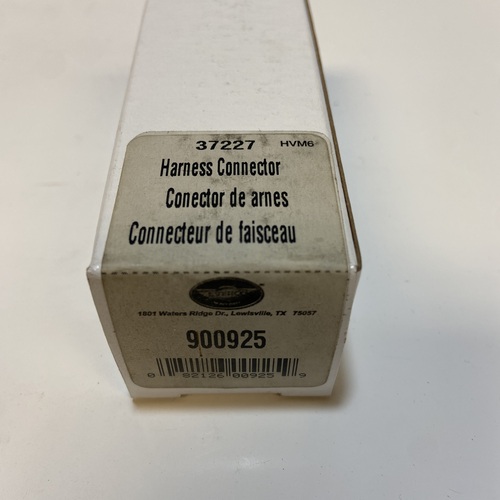 37227 HVM6
Harness Connector
Conector de arnes
Connecteur de faisceau
1801 Waters Ridge Dr., Lewisville, TX 75057
900925
0 82126 00925 9